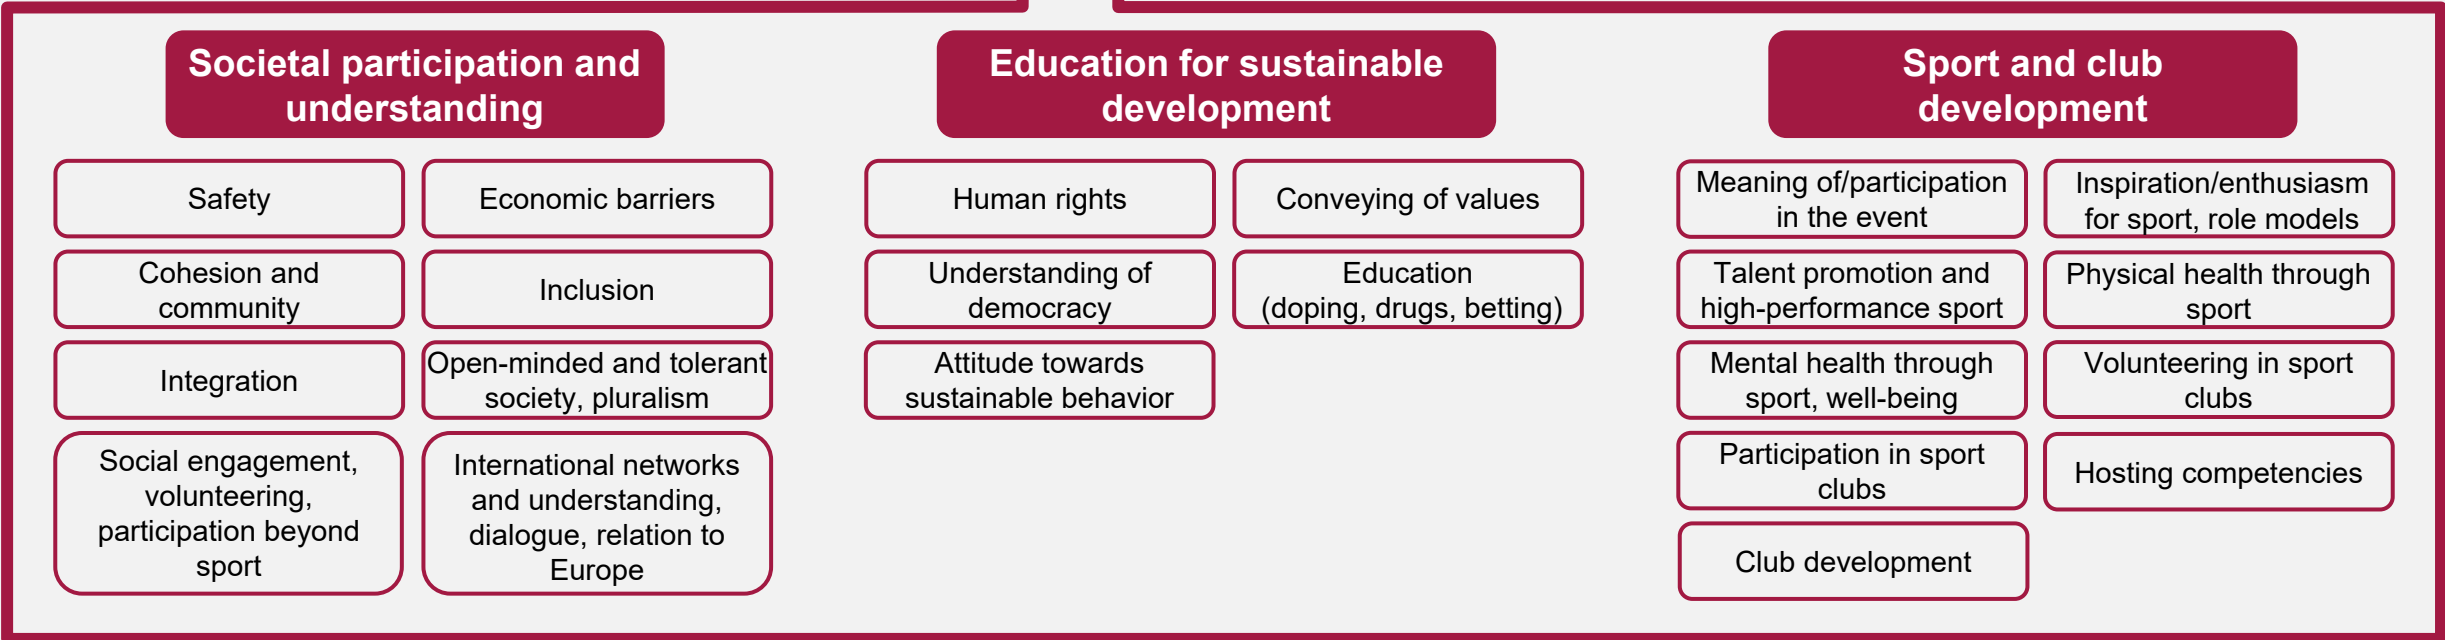 Societal participation and
understanding
Safety
Economic barriers
Cohesion and
community
Inclusion
Integration
Open-minded and tolerant
society, pluralism
Social engagement,
volunteering,
participation beyond
sport
International networks
and understanding,
dialogue, relation to
Europe
Education for sustainable
development
Human rights
Conveying of values
Understanding of
democracy
Education
(doping, drugs, betting)
Attitude towards
sustainable behavior
Sport and club
development
Meaning of/participation
in the event
Inspiration/enthusiasm
for sport, role models
Talent promotion and
high-performance sport
Physical health through
sport
Mental health through
sport, well-being
Volunteering in sport
clubs
Participation in sport
clubs
Hosting competencies
Club development